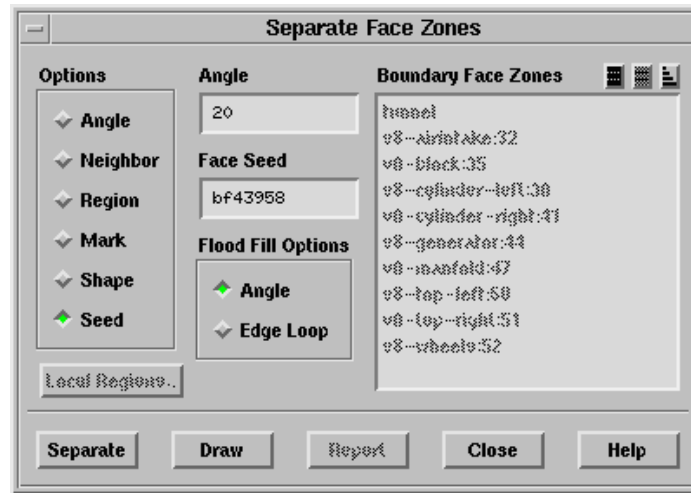 Separate Face Zones
Options
Angle
Neighbor
Region
Mark
Shape
Seed
Local Regions..
Angle
20
Face Seed
bf43958
Flood Fill Options
Angle
Edge Loop
Boundary Face Zones
tunnel
v8-airintake:32
v8-block:35
v8-cylinder-left:38
v8-cylinder-right:41
v8-generator:44
v8-manfold:47
v8-top-left:50
v8-top-right:51
v8-wheels:52
Separate
Draw
Report
Close
Help